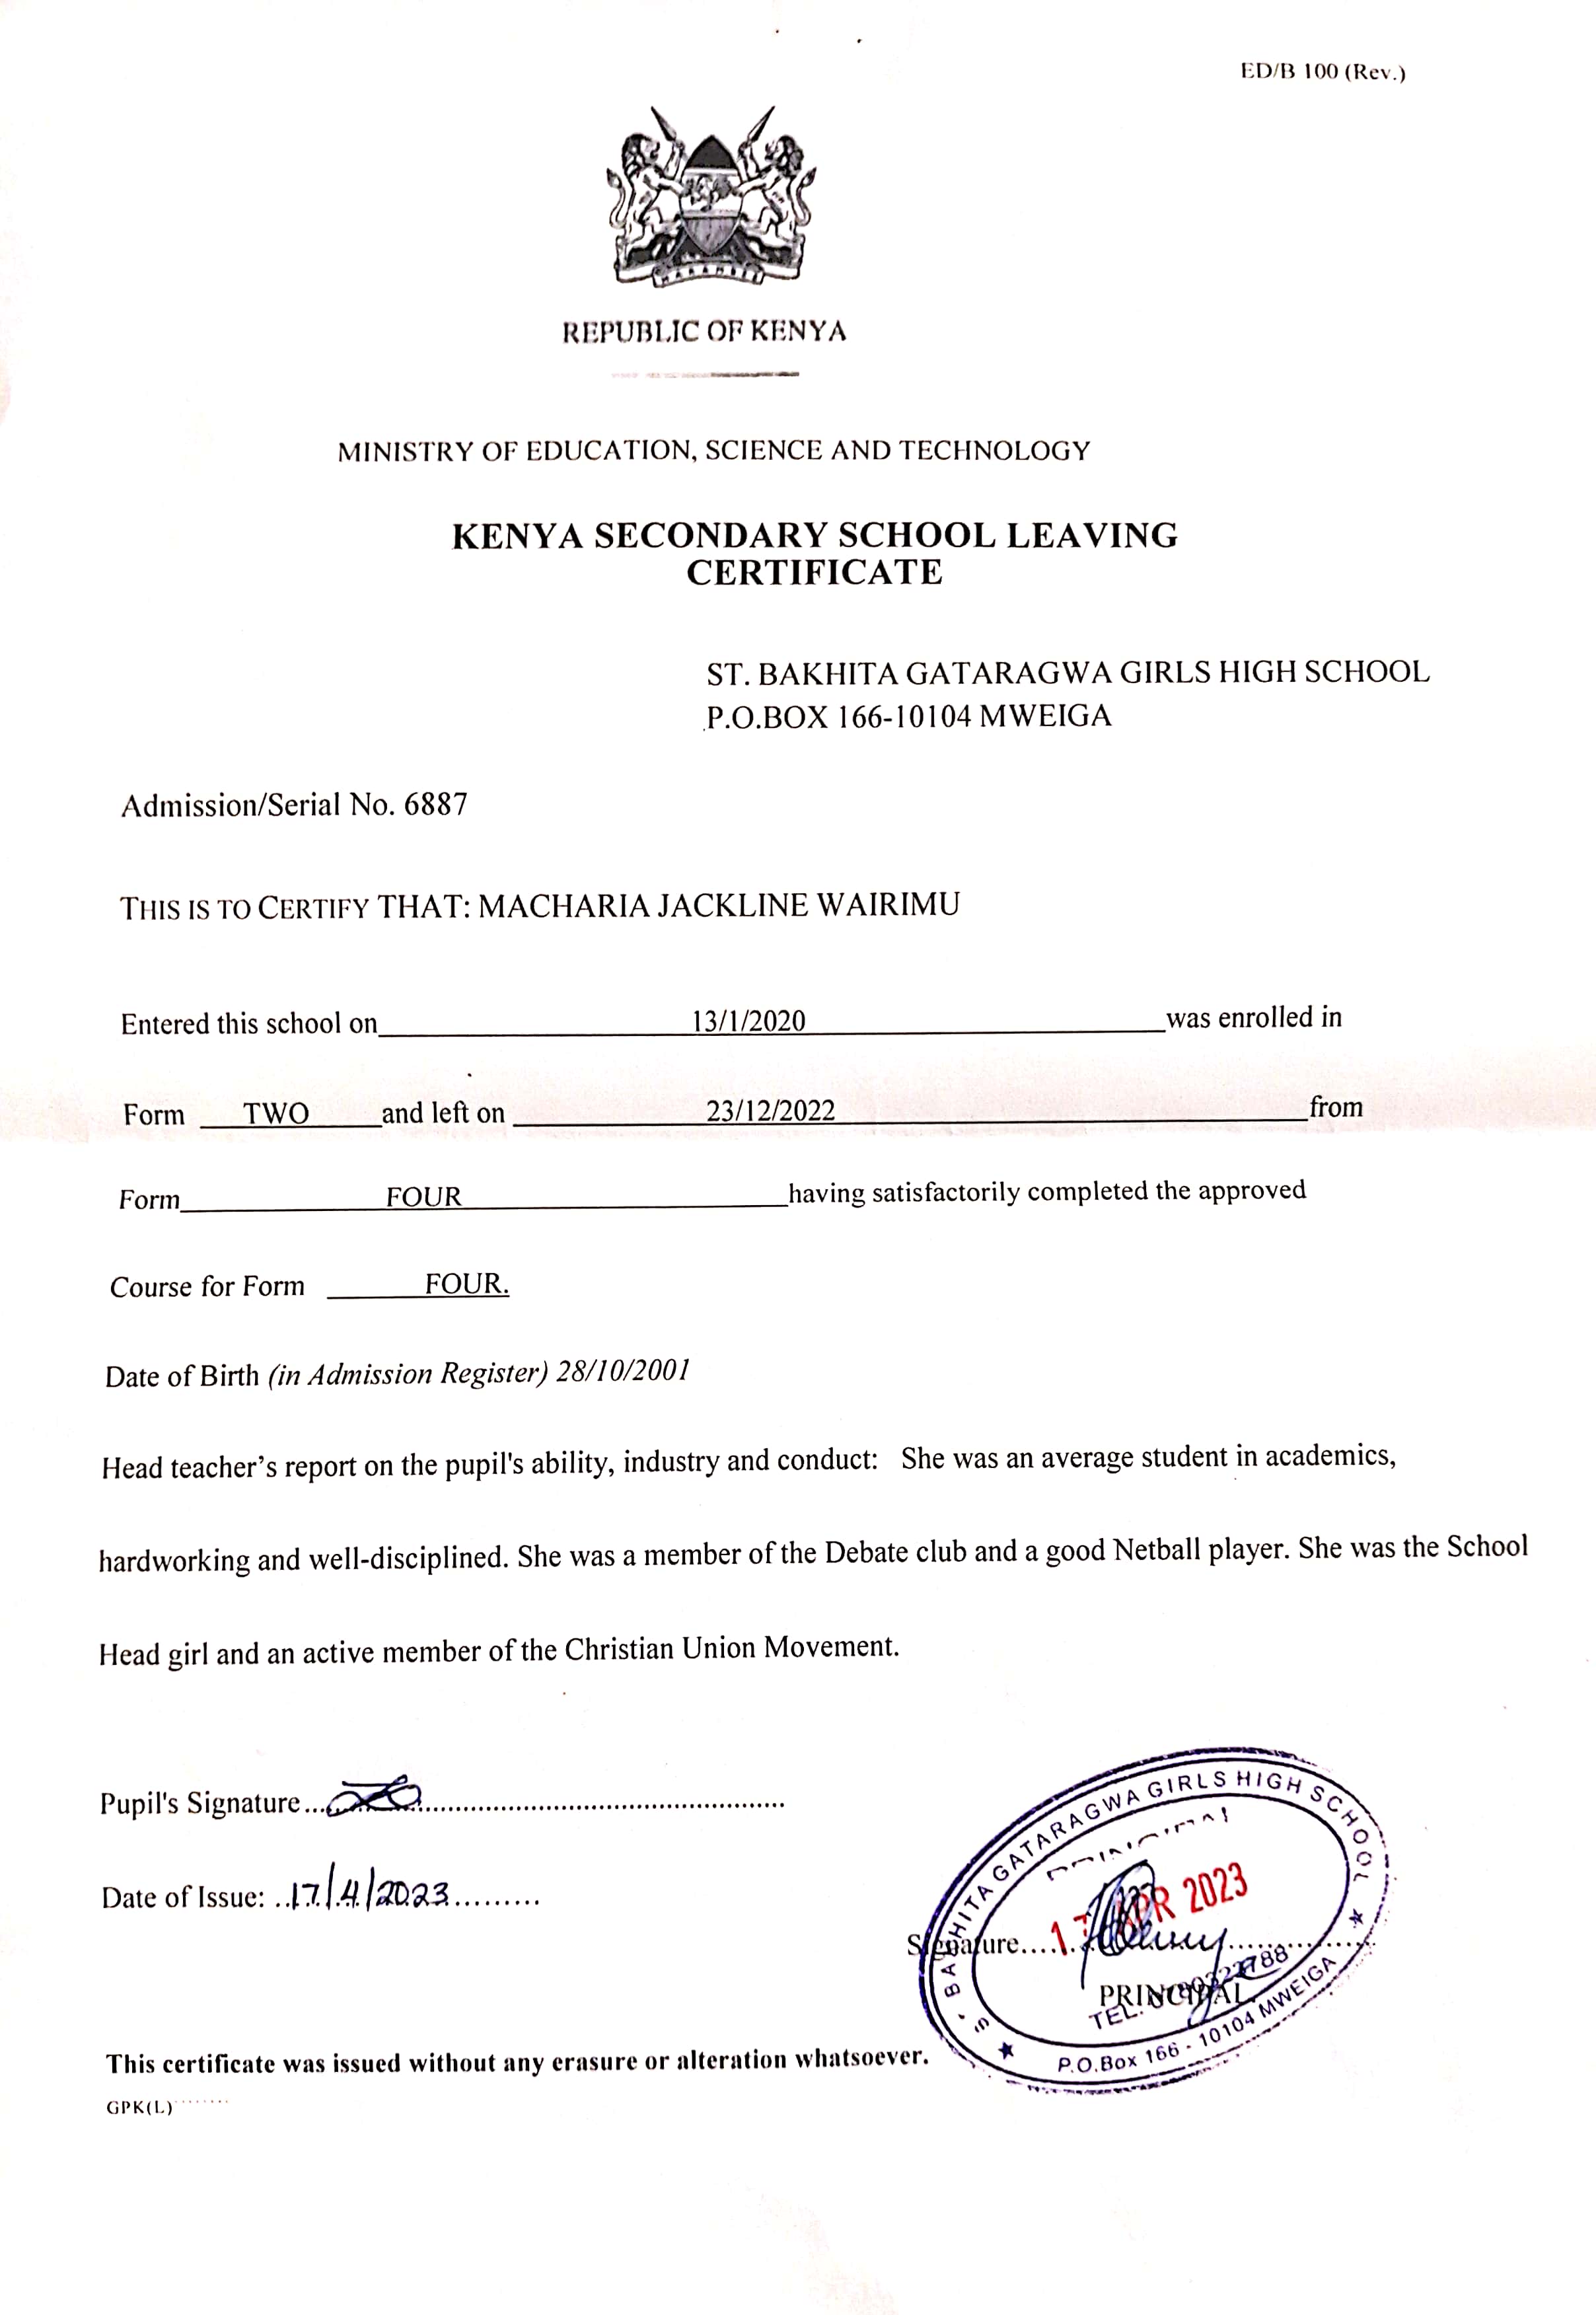 ED/B 100 (Rev.)
HARAMBEE
REPUBLIC OF KENYA
MINISTRY OF EDUCATION, SCIENCE AND TECHNOLOGY
KENYA SECONDARY SCHOOL LEAVING
CERTIFICATE
ST. BAKHITA GATARAGWA GIRLS HIGH SCHOOL
P.O.BOX 166-10104 MWEIGA
Admission/Serial No. 6887
THIS IS TO CERTIFY THAT: MACHARIA JACKLINE WAIRIMU
Entered this school on 13/1/2020 was enrolled in
Form TWO and left on 23/12/2022 from
Form FOUR having satisfactorily completed the approved
Course for Form FOUR.
Date of Birth (in Admission Register) 28/10/2001
Head teacher's report on the pupil's ability, industry and conduct: She was an average student in academics,
hardworking and well-disciplined. She was a member of the Debate club and a good Netball player. She was the School
Head girl and an active member of the Christian Union Movement.
Pupil's Signature
Date of Issue: 17/4/2023
BAKHITA GATARAGWA GIRLS HIGH SCHOOL
PRINCIPAL
17 APR 2023
Signature
PRINCIPAL
TEL.
P.O.Box 166 - 10104 MWEIGA
This certificate was issued without any erasure or alteration whatsoever.
GPK(L)